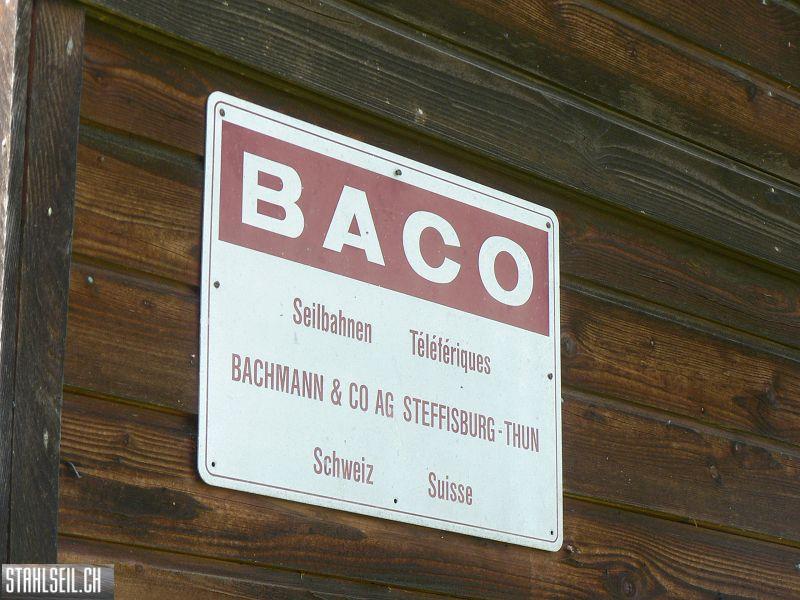 BACO
Seilbahnen Téléfériques
BACHMANN & CO AG STEFFISBURG-THUN
Schweiz Suisse
STAHLSEIL.CH